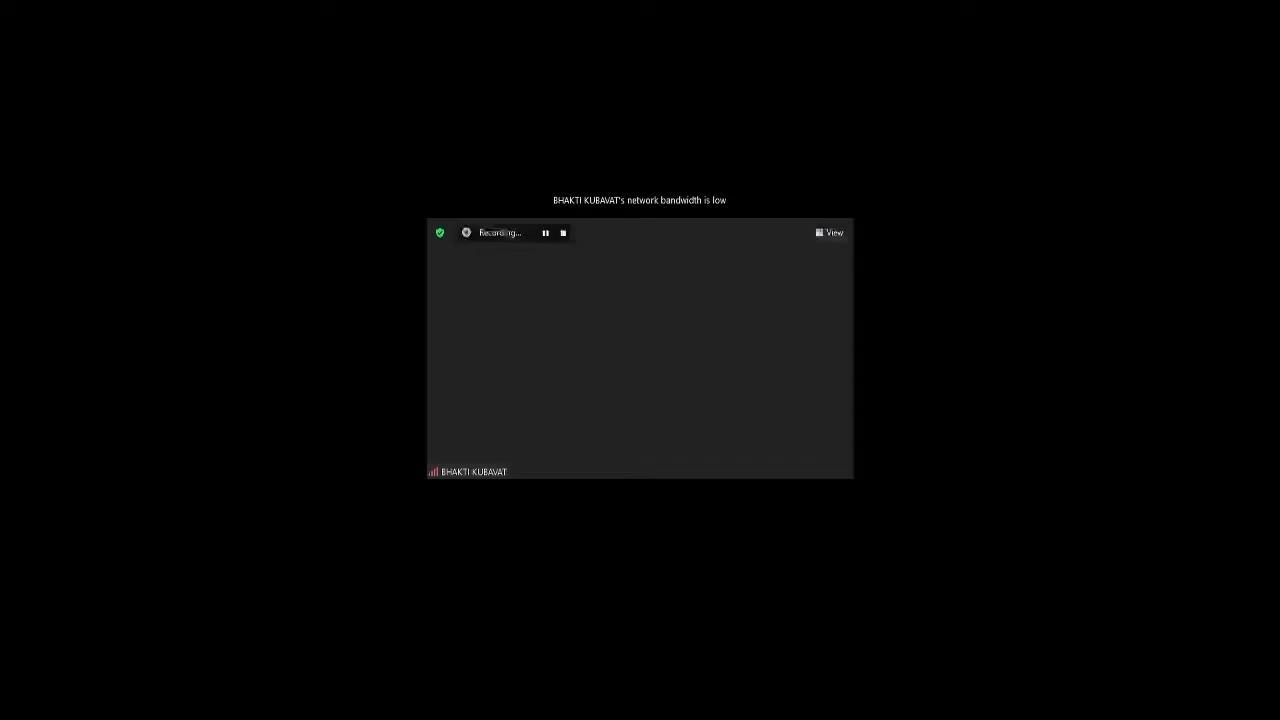 BHAKTI KUBAVAT's network bandwidth is low
Recording... View
BHAKTI KUBAVAT